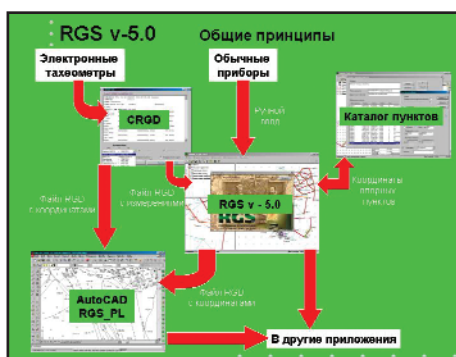 RGS v-5.0
Общие принципы
Электронные
тахеометры
Обычные
приборы
CRGD
Ручной
ввод
Каталог пунктов
Файл RGD
с координатами
Файл RGD
с измерениями
RGS v - 5.0
RGS
Координаты
опорных
пунктов
AutoCAD
RGS_PL
Файл RGD
с координатами
В другие приложения